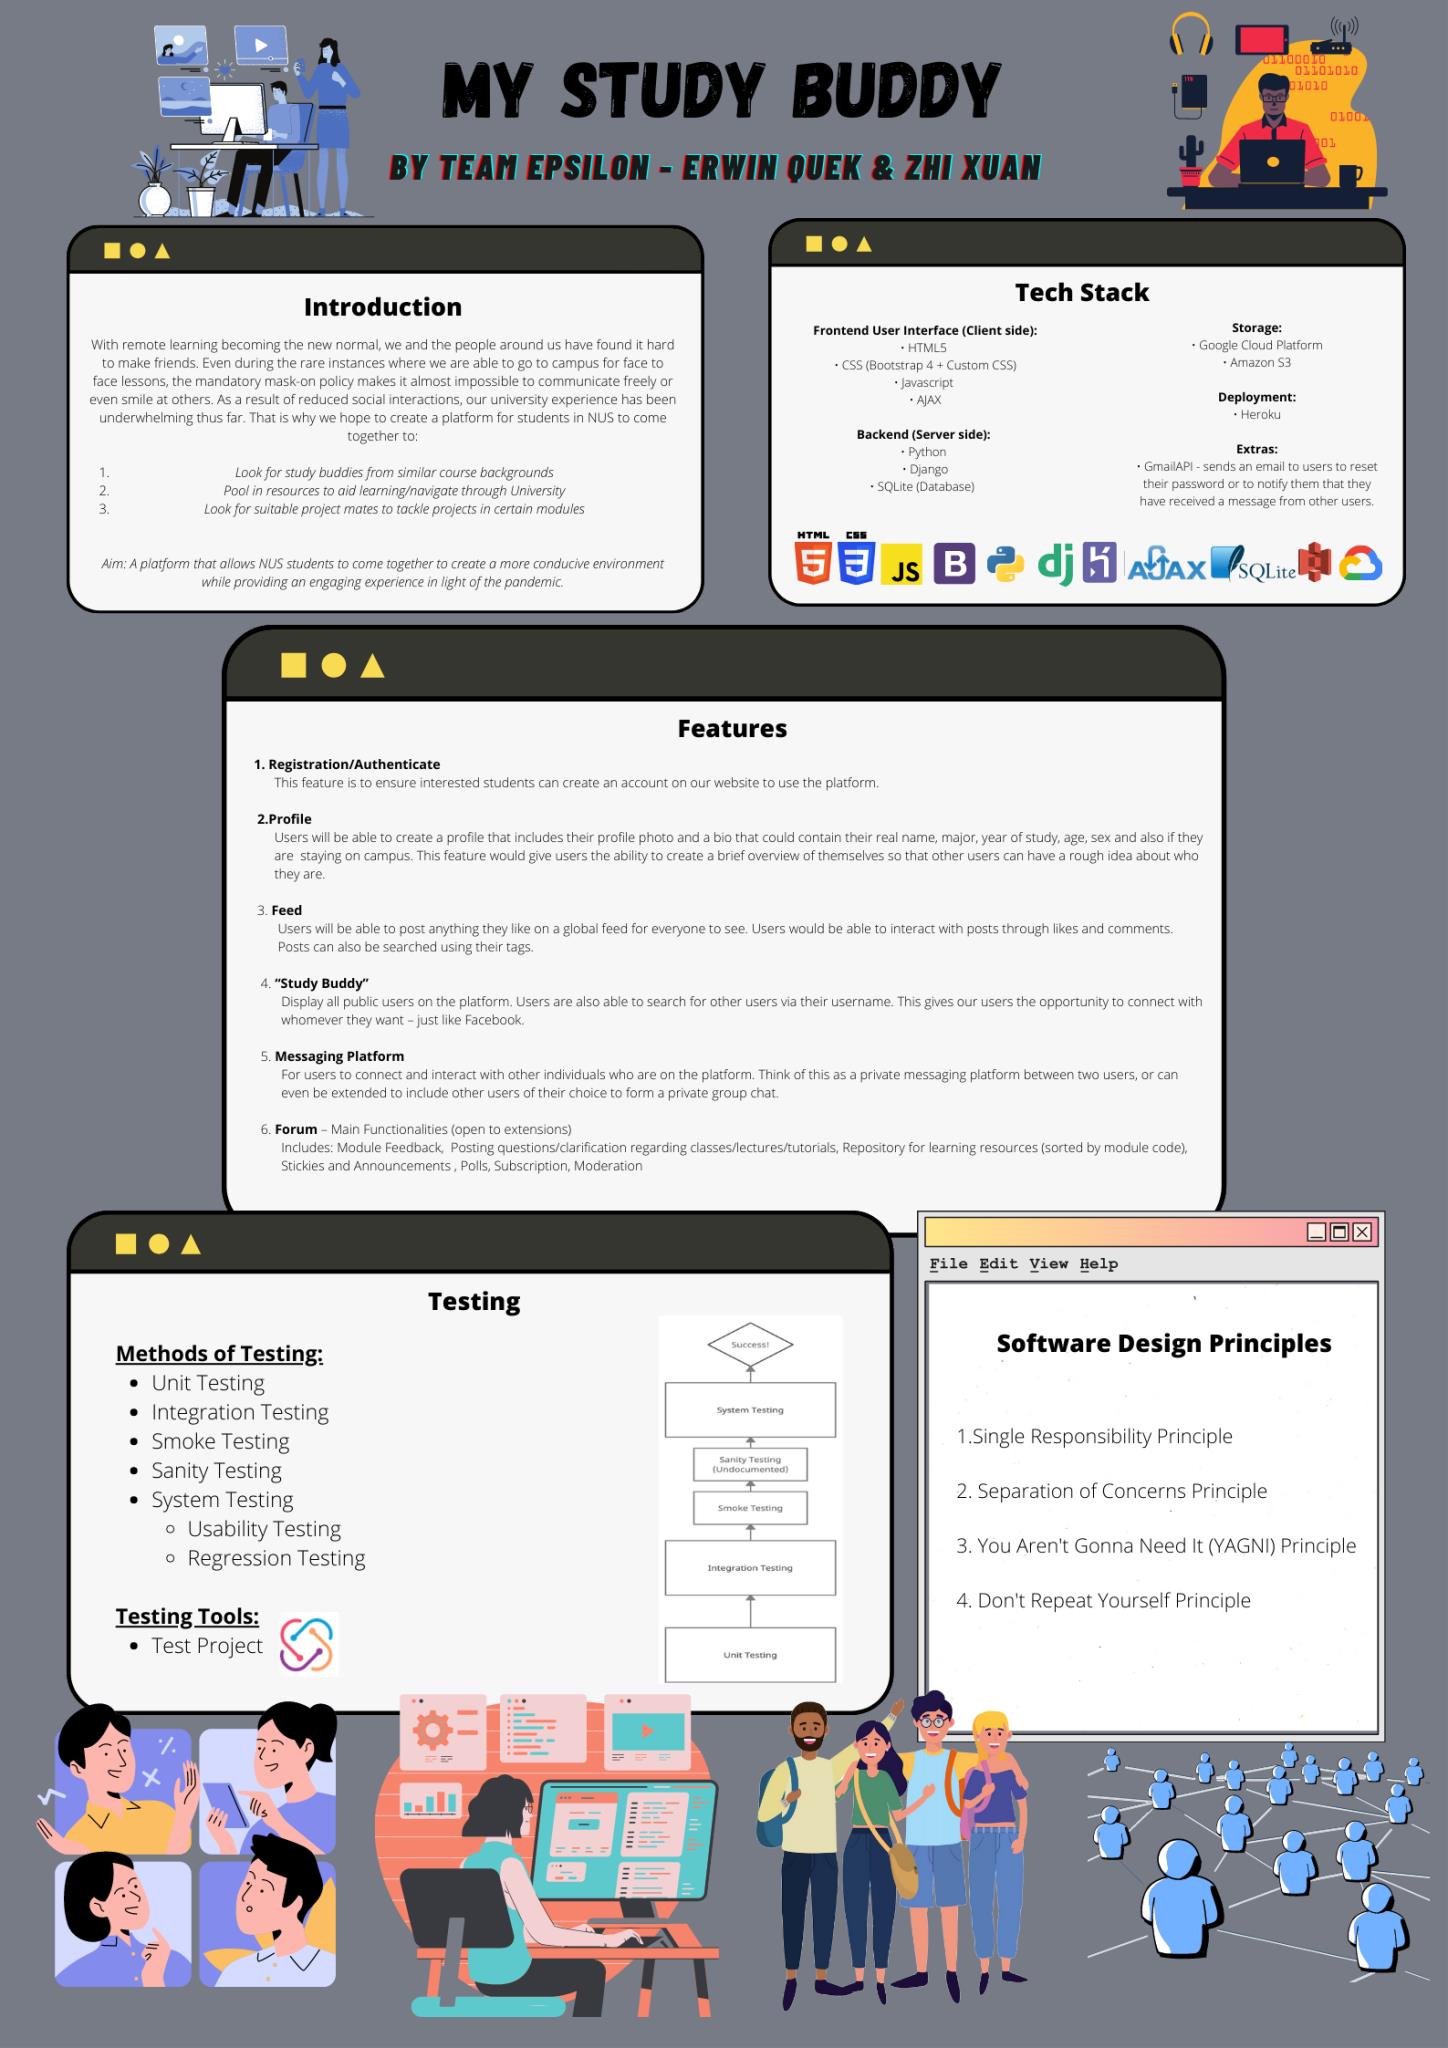 MY STUDY BUDDY
BY TEAM EPSILON - ERWIN QUEK & ZHI XUAN
01100010
01101010
01010
0100
001
Introduction
With remote learning becoming the new normal, we and the people around us have found it hard
to make friends. Even during the rare instances where we are able to go to campus for face to
face lessons, the mandatory mask-on policy makes it almost impossible to communicate freely or
even smile at others. As a result of reduced social interactions, our university experience has been
underwhelming thus far. That is why we hope to create a platform for students in NUS to come
together to:
1. Look for study buddies from similar course backgrounds
2. Pool in resources to aid learning/navigate through University
3. Look for suitable project mates to tackle projects in certain modules
Aim: A platform that allows NUS students to come together to create a more conducive environment
while providing an engaging experience in light of the pandemic.
Tech Stack
Frontend User Interface (Client side):
• HTML5
• CSS (Bootstrap 4 + Custom CSS)
• Javascript
• AJAX
Backend (Server side):
• Python
• Django
• SQLite (Database)
Storage:
• Google Cloud Platform
• Amazon S3
Deployment:
• Heroku
Extras:
• GmailAPI - sends an email to users to reset
their password or to notify them that they
have received a message from other users.
HTML CSS
5 3 JS B dj AJAX SQLite
Features
1. Registration/Authenticate
This feature is to ensure interested students can create an account on our website to use the platform.
2.Profile
Users will be able to create a profile that includes their profile photo and a bio that could contain their real name, major, year of study, age, sex and also if they
are staying on campus. This feature would give users the ability to create a brief overview of themselves so that other users can have a rough idea about who
they are.
3. Feed
Users will be able to post anything they like on a global feed for everyone to see. Users would be able to interact with posts through likes and comments.
Posts can also be searched using their tags.
4. “Study Buddy”
Display all public users on the platform. Users are also able to search for other users via their username. This gives our users the opportunity to connect with
whomever they want – just like Facebook.
5. Messaging Platform
For users to connect and interact with other individuals who are on the platform. Think of this as a private messaging platform between two users, or can
even be extended to include other users of their choice to form a private group chat.
6. Forum – Main Functionalities (open to extensions)
Includes: Module Feedback, Posting questions/clarification regarding classes/lectures/tutorials, Repository for learning resources (sorted by module code),
Stickies and Announcements , Polls, Subscription, Moderation
Testing
Methods of Testing:
• Unit Testing
• Integration Testing
• Smoke Testing
• Sanity Testing
• System Testing
◦ Usability Testing
◦ Regression Testing
Testing Tools:
• Test Project
Success!
System Testing
Sanity Testing
(Undocumented)
Smoke Testing
Integration Testing
Unit Testing
File Edit View Help
Software Design Principles
1.Single Responsibility Principle
2. Separation of Concerns Principle
3. You Aren't Gonna Need It (YAGNI) Principle
4. Don't Repeat Yourself Principle